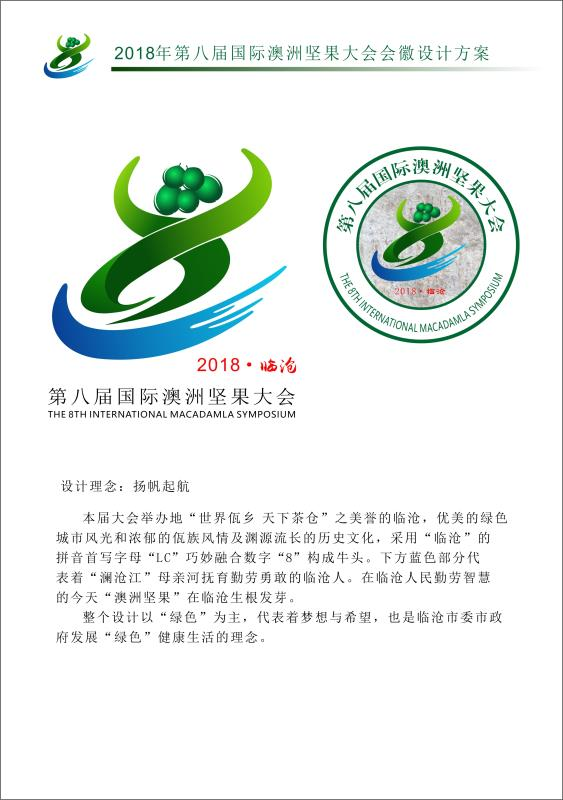 2018年第八届国际澳洲坚果大会会徽设计方案
第八届国际澳洲坚果大会
2018·临沧
THE 8TH INTERNATIONAL MACADAMLA SYMPOSIUM
2018·临沧
第八届国际澳洲坚果大会
THE 8TH INTERNATIONAL MACADAMLA SYMPOSIUM
设计理念：扬帆起航
本届大会举办地“世界佤乡 天下茶仓”之美誉的临沧，优美的绿色
城市风光和浓郁的佤族风情及渊源流长的历史文化，采用“临沧”的
拼音首写字母“LC”巧妙融合数字“8”构成牛头。下方蓝色部分代
表着“澜沧江”母亲河抚育勤劳勇敢的临沧人。在临沧人民勤劳智慧
的今天“澳洲坚果”在临沧生根发芽。
整个设计以“绿色”为主，代表着梦想与希望，也是临沧市委市政
府发展“绿色”健康生活的理念。